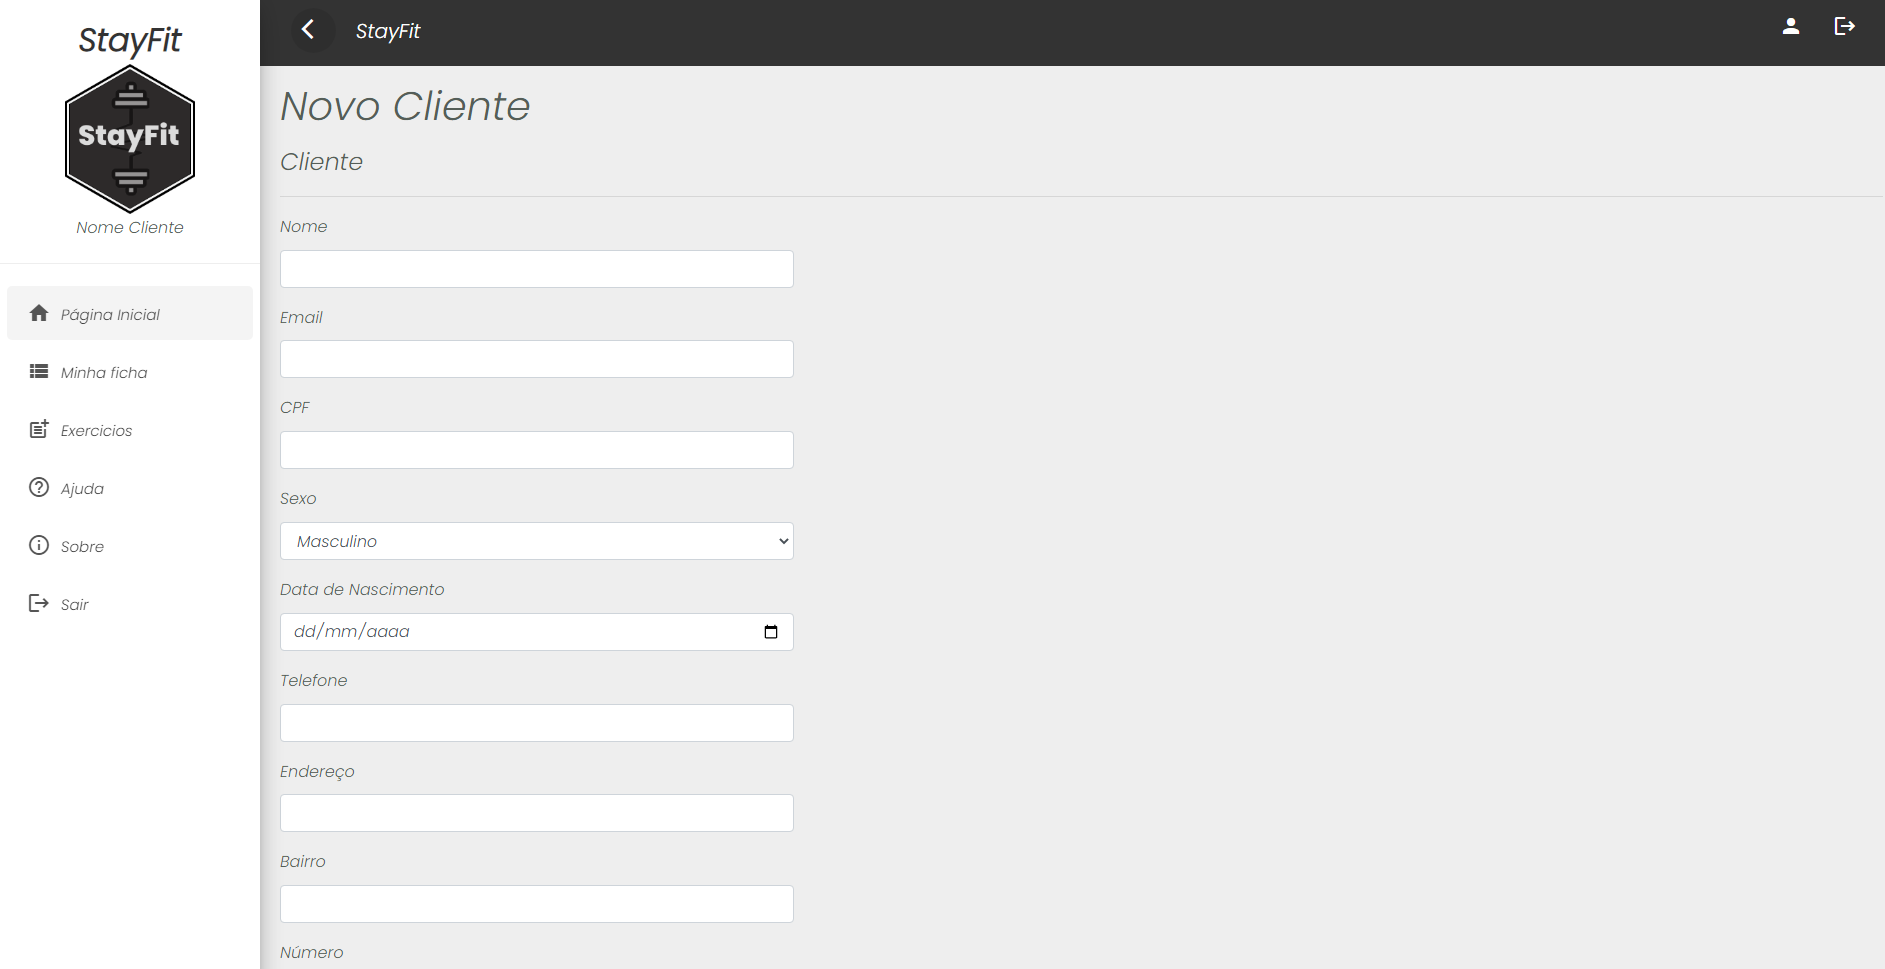 StayFit
StayFit
Nome Cliente
Página Inicial
Minha ficha
Exercicios
Ajuda
Sobre
Sair
StayFit
Novo Cliente
Cliente
Nome
Email
CPF
Sexo
Masculino
Data de Nascimento
dd/mm/aaaa
Telefone
Endereço
Bairro
Número